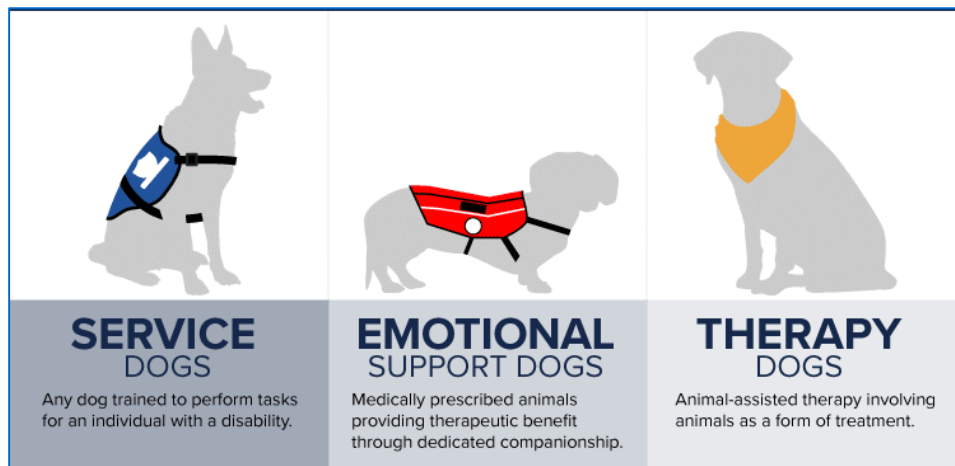 SERVICE
DOGS
Any dog trained to perform tasks
for an individual with a disability.
EMOTIONAL
SUPPORT DOGS
Medically prescribed animals
providing therapeutic benefit
through dedicated companionship.
THERAPY
DOGS
Animal-assisted therapy involving
animals as a form of treatment.